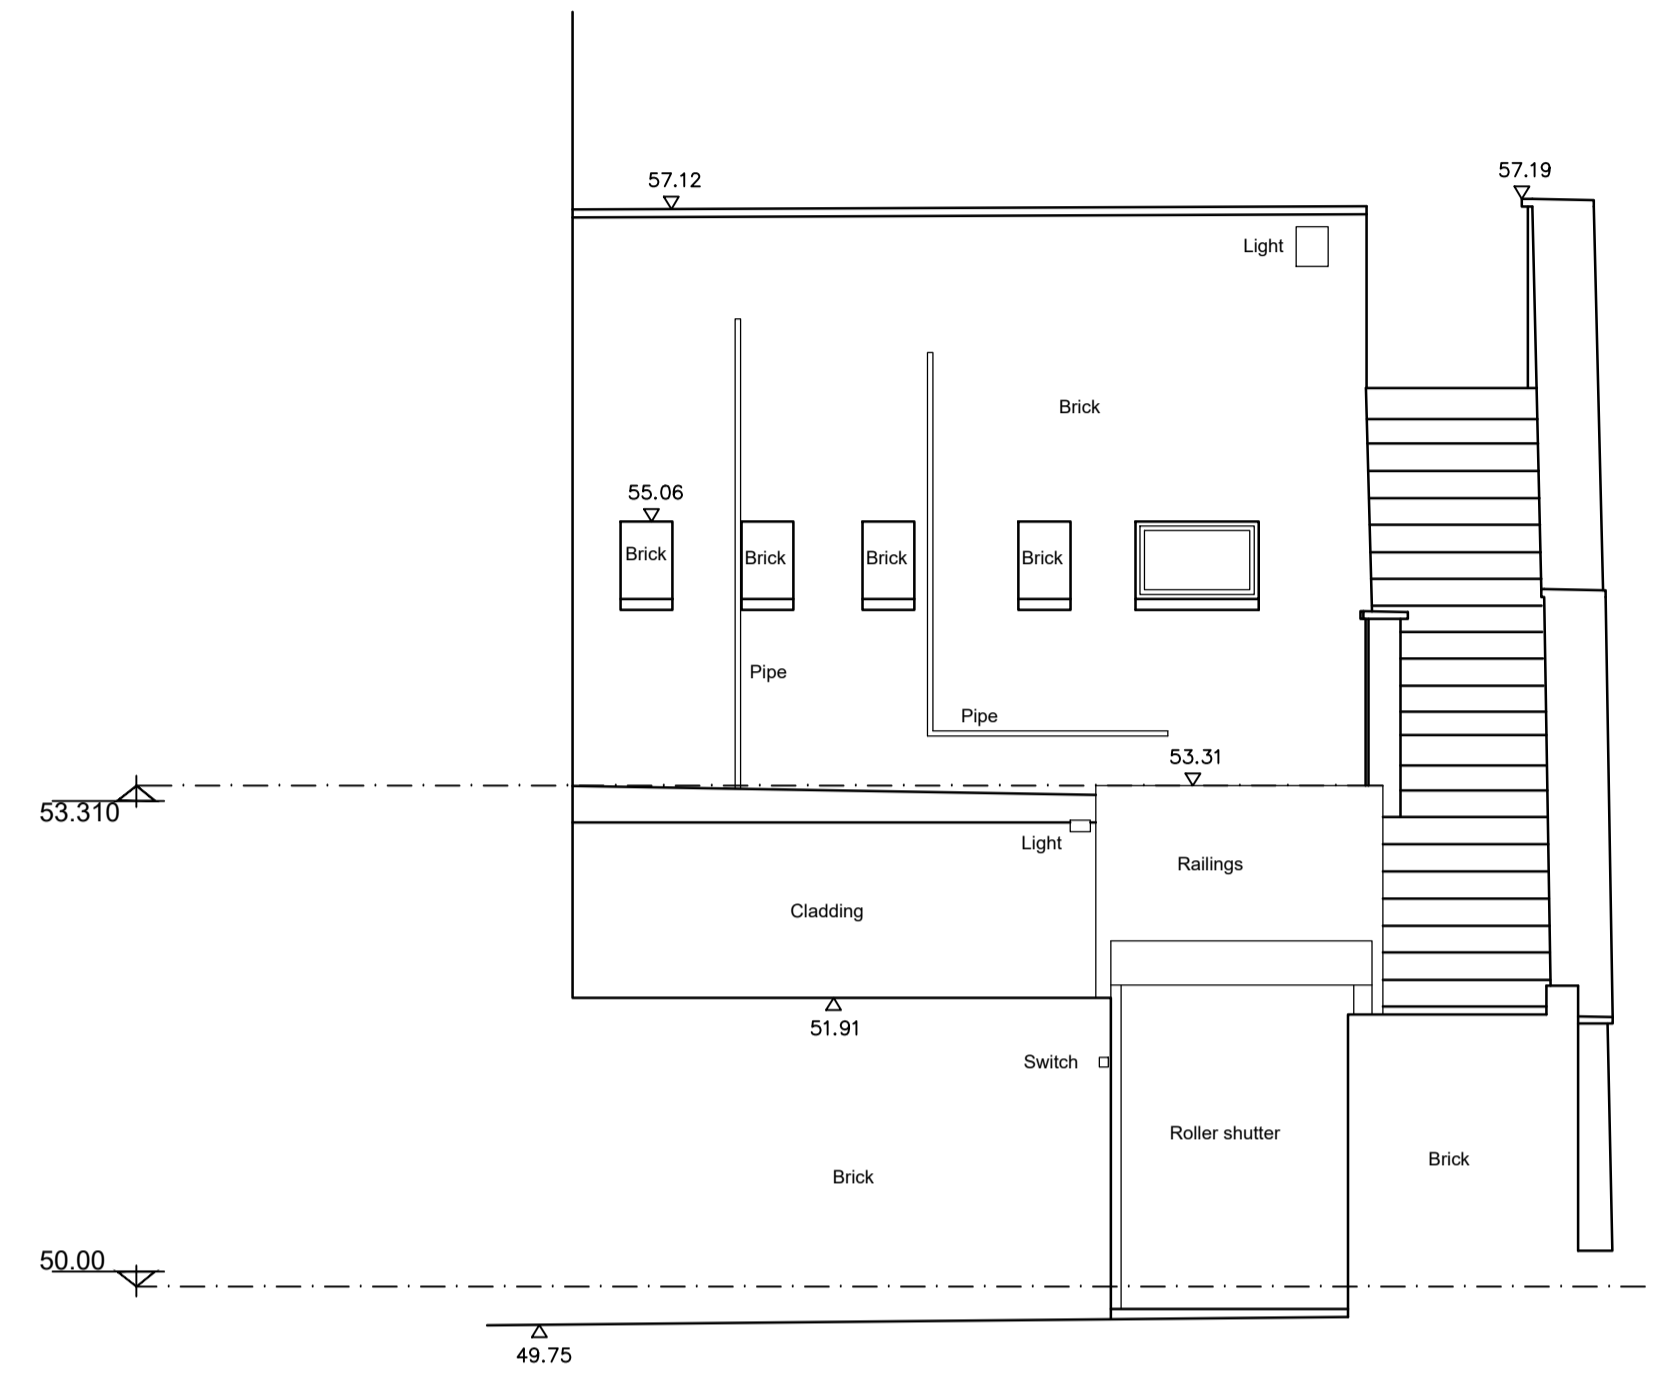 57.19
57.12
Light
Brick
55.06
Brick
Brick
Brick
Brick
Pipe
Pipe
53.31
53.310
Light
Railings
Cladding
51.91
Switch
Roller shutter
Brick
Brick
50.00
49.75